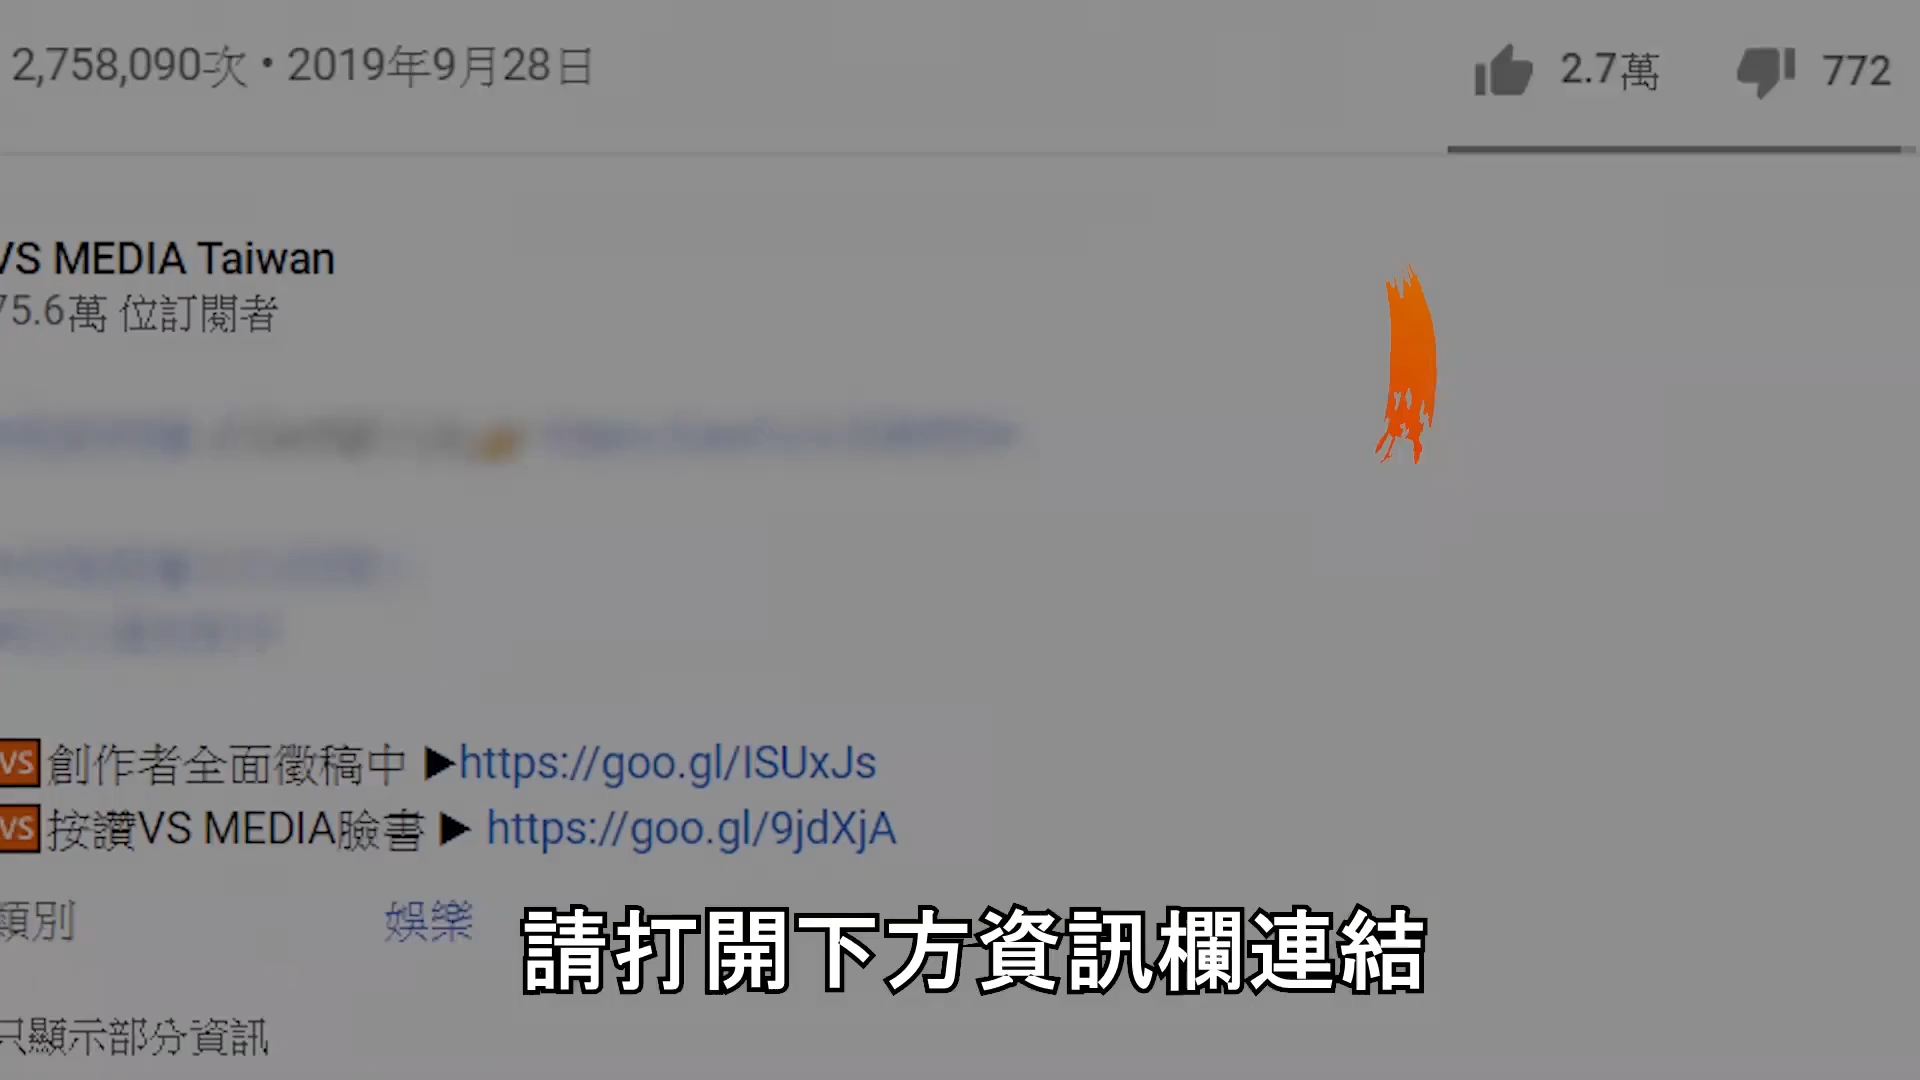 2,758,090次 • 2019年9月28日
2.7萬
772
VS MEDIA Taiwan
75.6萬 位訂閱者
VS 創作者全面徵稿中 ▶https://goo.gl/ISUxJs
VS 按讚VS MEDIA臉書 ▶ https://goo.gl/9jdXjA
類別 娛樂
請打開下方資訊欄連結
只顯示部分資訊